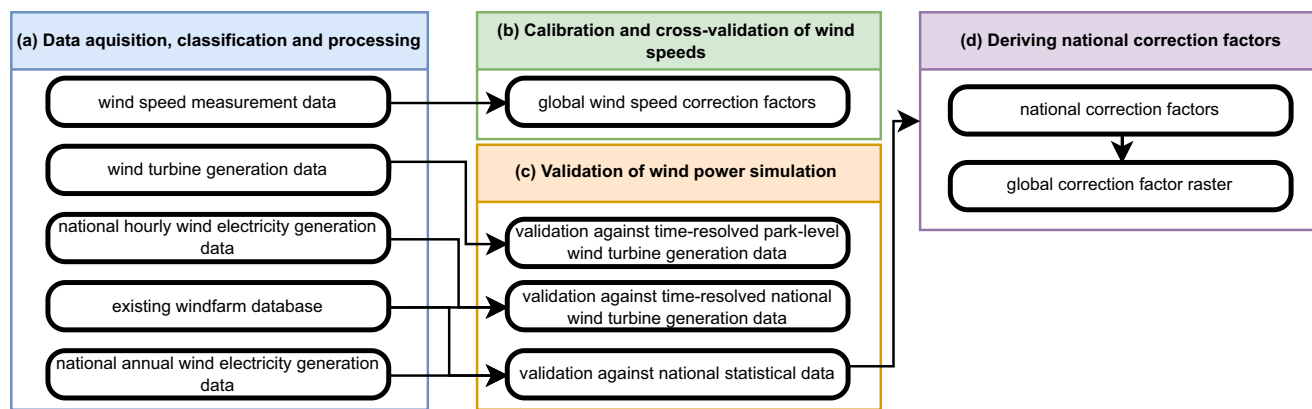 (a) Data aquisition, classification and processing
wind speed measurement data
wind turbine generation data
national hourly wind electricity generation
data
existing windfarm database
national annual wind electricity generation
data
(b) Calibration and cross-validation of wind
speeds
global wind speed correction factors
(c) Validation of wind power simulation
validation against time-resolved park-level
wind turbine generation data
validation against time-resolved national
wind turbine generation data
validation against national statistical data
(d) Deriving national correction factors
national correction factors
global correction factor raster